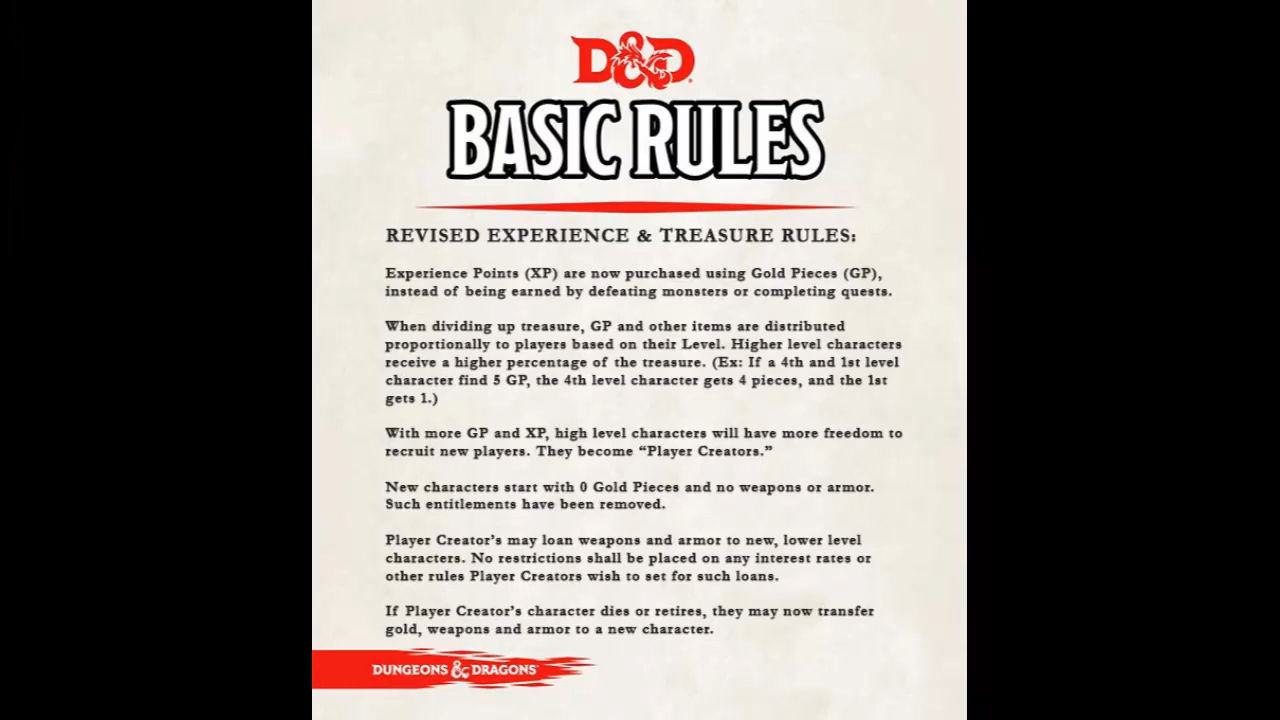 D&D
BASIC RULES
REVISED EXPERIENCE & TREASURE RULES:
Experience Points (XP) are now purchased using Gold Pieces (GP),
instead of being earned by defeating monsters or completing quests.
When dividing up treasure, GP and other items are distributed
proportionally to players based on their Level. Higher level characters
receive a higher percentage of the treasure. (Ex: If a 4th and 1st level
character find 5 GP, the 4th level character gets 4 pieces, and the 1st
gets 1.)
With more GP and XP, high level characters will have more freedom to
recruit new players. They become “Player Creators.”
New characters start with 0 Gold Pieces and no weapons or armor.
Such entitlements have been removed.
Player Creator’s may loan weapons and armor to new, lower level
characters. No restrictions shall be placed on any interest rates or
other rules Player Creators wish to set for such loans.
If Player Creator’s character dies or retires, they may now transfer
gold, weapons and armor to a new character.
DUNGEONS & DRAGONS